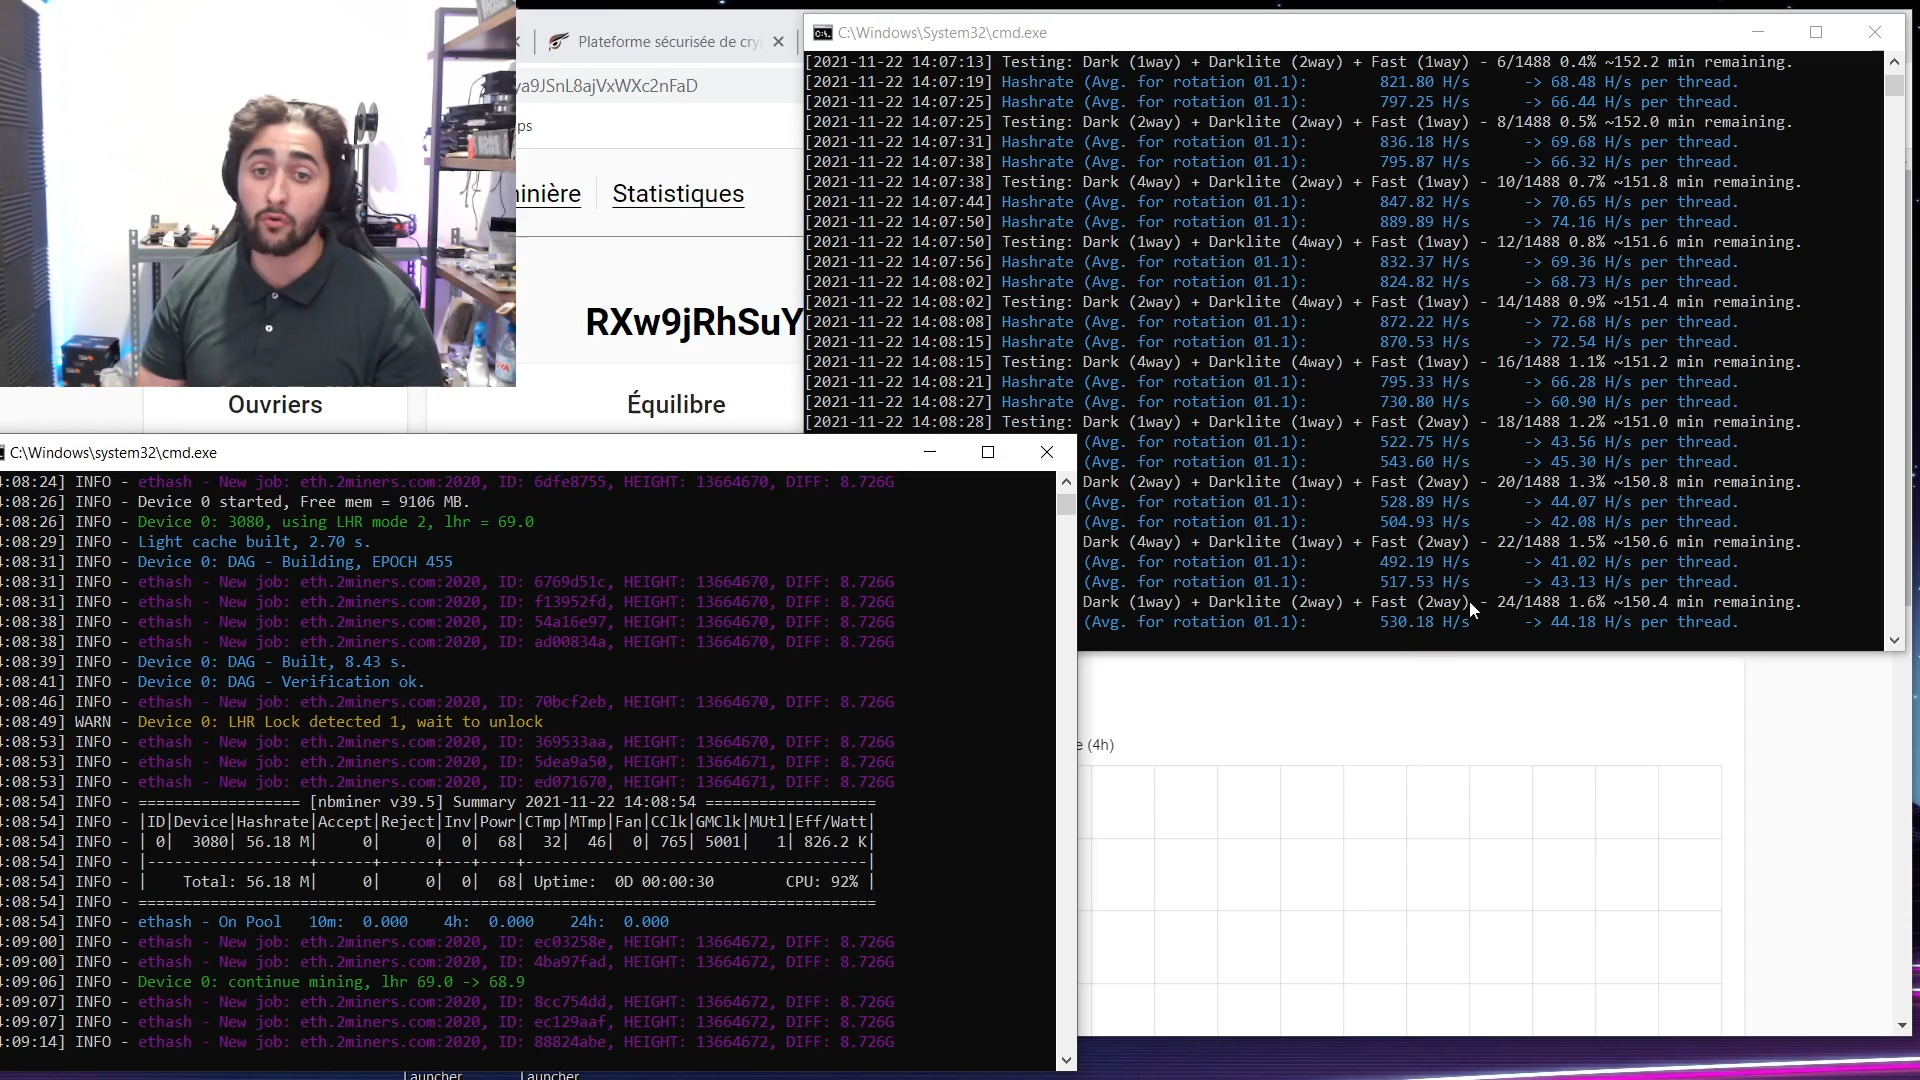 Plateforme sécurisée de cry
va9JSnL8ajVxWXc2nFaD
ps
inière
Statistiques
RXw9jRhSuY
Ouvriers
Équilibre
C:\Windows\System32\cmd.exe
[2021-11-22 14:07:13] Testing: Dark (1way) + Darklite (2way) + Fast (1way) - 6/1488 0.4% ~152.2 min remaining.
[2021-11-22 14:07:19] Hashrate (Avg. for rotation 01.1): 821.80 H/s -> 68.48 H/s per thread.
[2021-11-22 14:07:25] Hashrate (Avg. for rotation 01.1): 797.25 H/s -> 66.44 H/s per thread.
[2021-11-22 14:07:25] Testing: Dark (2way) + Darklite (2way) + Fast (1way) - 8/1488 0.5% ~152.0 min remaining.
[2021-11-22 14:07:31] Hashrate (Avg. for rotation 01.1): 836.18 H/s -> 69.68 H/s per thread.
[2021-11-22 14:07:38] Hashrate (Avg. for rotation 01.1): 795.87 H/s -> 66.32 H/s per thread.
[2021-11-22 14:07:38] Testing: Dark (4way) + Darklite (2way) + Fast (1way) - 10/1488 0.7% ~151.8 min remaining.
[2021-11-22 14:07:44] Hashrate (Avg. for rotation 01.1): 847.82 H/s -> 70.65 H/s per thread.
[2021-11-22 14:07:50] Hashrate (Avg. for rotation 01.1): 889.89 H/s -> 74.16 H/s per thread.
[2021-11-22 14:07:50] Testing: Dark (1way) + Darklite (4way) + Fast (1way) - 12/1488 0.8% ~151.6 min remaining.
[2021-11-22 14:07:56] Hashrate (Avg. for rotation 01.1): 832.37 H/s -> 69.36 H/s per thread.
[2021-11-22 14:08:02] Hashrate (Avg. for rotation 01.1): 824.82 H/s -> 68.73 H/s per thread.
[2021-11-22 14:08:02] Testing: Dark (2way) + Darklite (4way) + Fast (1way) - 14/1488 0.9% ~151.4 min remaining.
[2021-11-22 14:08:08] Hashrate (Avg. for rotation 01.1): 872.22 H/s -> 72.68 H/s per thread.
[2021-11-22 14:08:15] Hashrate (Avg. for rotation 01.1): 870.53 H/s -> 72.54 H/s per thread.
[2021-11-22 14:08:15] Testing: Dark (4way) + Darklite (4way) + Fast (1way) - 16/1488 1.1% ~151.2 min remaining.
[2021-11-22 14:08:21] Hashrate (Avg. for rotation 01.1): 795.33 H/s -> 66.28 H/s per thread.
[2021-11-22 14:08:27] Hashrate (Avg. for rotation 01.1): 730.80 H/s -> 60.90 H/s per thread.
[2021-11-22 14:08:28] Testing: Dark (1way) + Darklite (1way) + Fast (2way) - 18/1488 1.2% ~151.0 min remaining.
(Avg. for rotation 01.1): 522.75 H/s -> 43.56 H/s per thread.
(Avg. for rotation 01.1): 543.60 H/s -> 45.30 H/s per thread.
Dark (2way) + Darklite (1way) + Fast (2way) - 20/1488 1.3% ~150.8 min remaining.
(Avg. for rotation 01.1): 528.89 H/s -> 44.07 H/s per thread.
(Avg. for rotation 01.1): 504.93 H/s -> 42.08 H/s per thread.
Dark (4way) + Darklite (1way) + Fast (2way) - 22/1488 1.5% ~150.6 min remaining.
(Avg. for rotation 01.1): 492.19 H/s -> 41.02 H/s per thread.
(Avg. for rotation 01.1): 517.53 H/s -> 43.13 H/s per thread.
Dark (1way) + Darklite (2way) + Fast (2way) - 24/1488 1.6% ~150.4 min remaining.
(Avg. for rotation 01.1): 530.18 H/s -> 44.18 H/s per thread.
C:\Windows\system32\cmd.exe
4:08:24] INFO - ethash - New job: eth.2miners.com:2020, ID: 6dfe8755, HEIGHT: 13664670, DIFF: 8.726G
4:08:26] INFO - Device 0 started, Free mem = 9106 MB.
4:08:26] INFO - Device 0: 3080, using LHR mode 2, lhr = 69.0
4:08:29] INFO - Light cache built, 2.70 s.
4:08:31] INFO - Device 0: DAG - Building, EPOCH 455
4:08:31] INFO - ethash - New job: eth.2miners.com:2020, ID: 6769d51c, HEIGHT: 13664670, DIFF: 8.726G
4:08:31] INFO - ethash - New job: eth.2miners.com:2020, ID: f13952fd, HEIGHT: 13664670, DIFF: 8.726G
4:08:38] INFO - ethash - New job: eth.2miners.com:2020, ID: 54a16e97, HEIGHT: 13664670, DIFF: 8.726G
4:08:38] INFO - ethash - New job: eth.2miners.com:2020, ID: ad00834a, HEIGHT: 13664670, DIFF: 8.726G
4:08:39] INFO - Device 0: DAG - Built, 8.43 s.
4:08:41] INFO - Device 0: DAG - Verification ok.
4:08:46] INFO - ethash - New job: eth.2miners.com:2020, ID: 70bcf2eb, HEIGHT: 13664670, DIFF: 8.726G
4:08:49] WARN - Device 0: LHR Lock detected 1, wait to unlock
4:08:53] INFO - ethash - New job: eth.2miners.com:2020, ID: 369533aa, HEIGHT: 13664670, DIFF: 8.726G
4:08:53] INFO - ethash - New job: eth.2miners.com:2020, ID: 5dea9a50, HEIGHT: 13664671, DIFF: 8.726G
4:08:53] INFO - ethash - New job: eth.2miners.com:2020, ID: ed071670, HEIGHT: 13664671, DIFF: 8.726G
4:08:54] INFO - ================== [nbminer v39.5] Summary 2021-11-22 14:08:54 ===================
4:08:54] INFO - |ID|Device|Hashrate|Accept|Reject|Inv|Powr|CTmp|MTmp|Fan|CClk|GMClk|MUtl|Eff/Watt|
4:08:54] INFO - | 0| 3080| 56.18 M| 0| 0| 0| 68| 32| 46| 0| 765| 5001| 1| 826.2 K|
4:08:54] INFO - |------------------+------+------+---+----+--------------------------------------|
4:08:54] INFO - | Total: 56.18 M| 0| 0| 0| 68| Uptime: 0D 00:00:30 CPU: 92% |
4:08:54] INFO - ==================================================================================
4:08:54] INFO - ethash - On Pool 10m: 0.000 4h: 0.000 24h: 0.000
4:09:00] INFO - ethash - New job: eth.2miners.com:2020, ID: ec03258e, HEIGHT: 13664672, DIFF: 8.726G
4:09:00] INFO - ethash - New job: eth.2miners.com:2020, ID: 4ba97fad, HEIGHT: 13664672, DIFF: 8.726G
4:09:06] INFO - Device 0: continue mining, lhr 69.0 -> 68.9
4:09:07] INFO - ethash - New job: eth.2miners.com:2020, ID: 8cc754dd, HEIGHT: 13664672, DIFF: 8.726G
4:09:07] INFO - ethash - New job: eth.2miners.com:2020, ID: ec129aaf, HEIGHT: 13664672, DIFF: 8.726G
4:09:14] INFO - ethash - New job: eth.2miners.com:2020, ID: 88824abe, HEIGHT: 13664672, DIFF: 8.726G
e (4h)
Launcher
Launcher